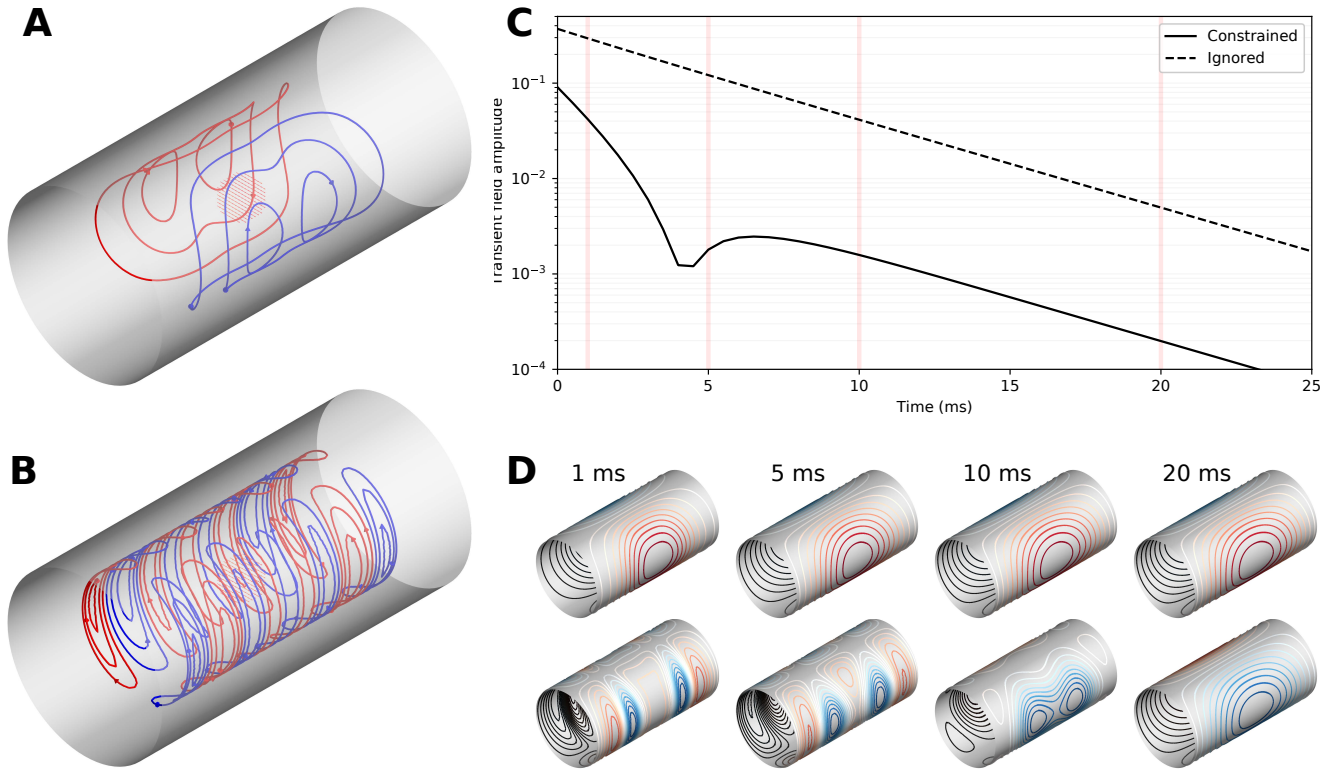 A
C
Constrained
Ignored
10⁻¹
10⁻²
10⁻³
10⁻⁴
Transient field amplitude
0
5
10
15
20
25
Time (ms)
B
D
1 ms
5 ms
10 ms
20 ms